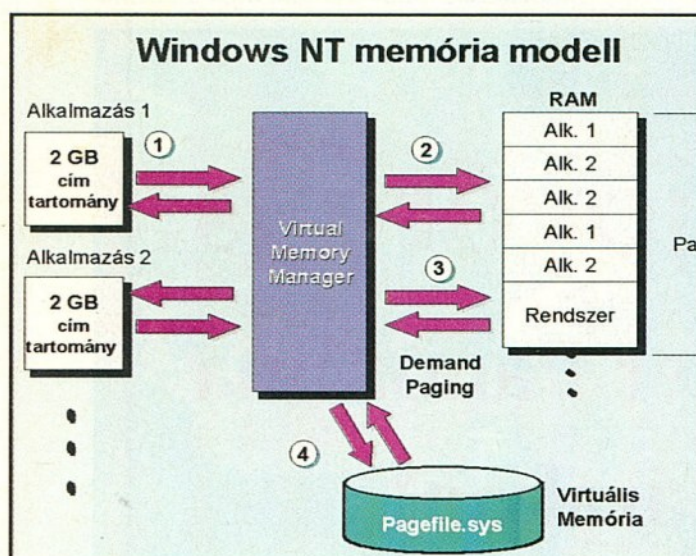 Windows NT memória modell
Alkalmazás 1
2 GB
cím
tartomány
1
Virtual
Memory
Manager
2
RAM
Alk. 1
Alk. 2
Alk. 2
Alk. 1
Alk. 2
Rendszer
Alkalmazás 2
2 GB
cím
tartomány
3
Demand
Paging
4
Pagefile.sys
Virtuális
Memória